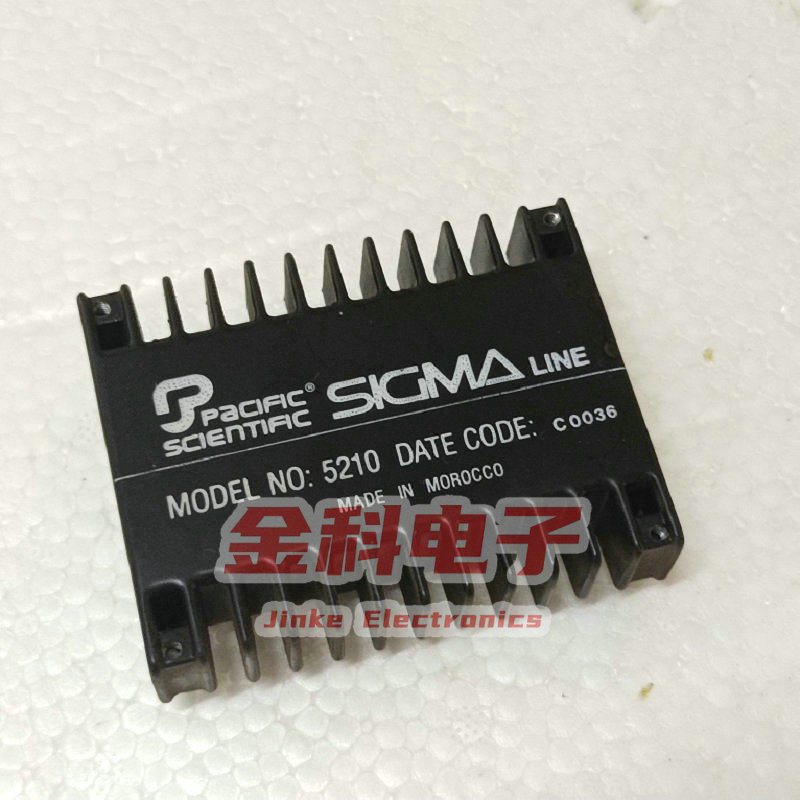 PACIFIC® SIGMA LINE
SCIENTIFIC
MODEL NO: 5210 DATE CODE: C0036
MADE IN MOROCCO
金科电子
Jinke Electronics